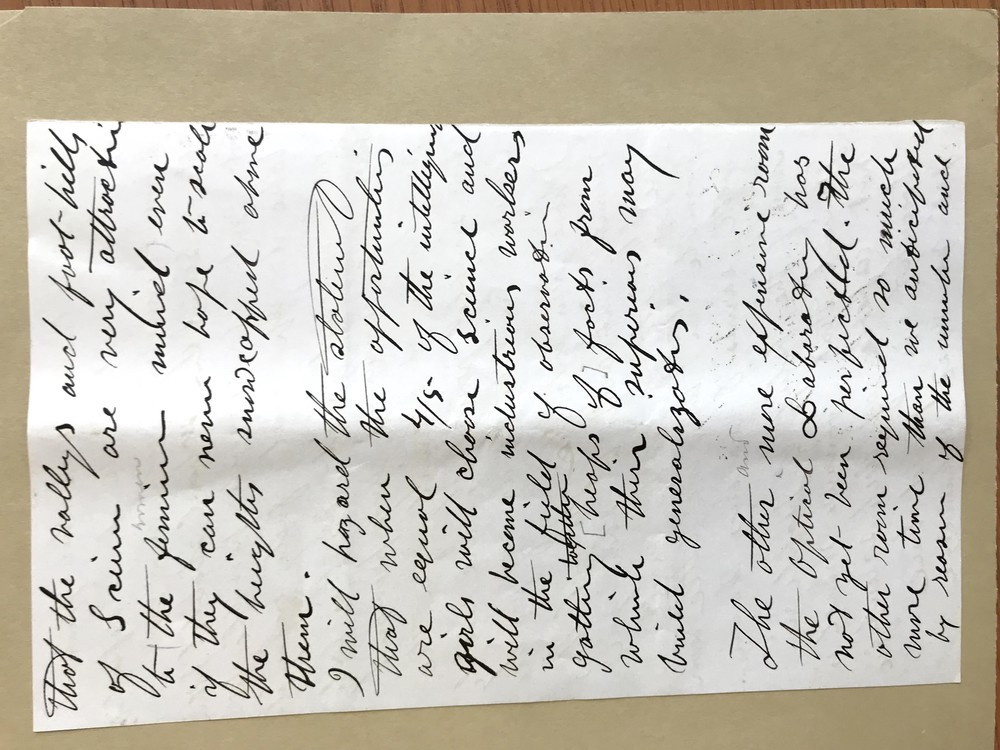 that the valleys and foot-hills
of Science are very attractiv
to the feminin mind even
women
if they can never hope to scale
the heights snowcapped above
them.
I will hazard the statement
that when the opportunities
are equal 4/5 of the intelligen
girls will choose science and
will become industrious workers
in the field of observation
gathering together [heaps] of facts from
which their superiors may
build generalizations.
The other and more expensive room
the Optical Laboratory has
not yet been perfected. The
other room required so much
more time than we anticipated
by reason of the number and